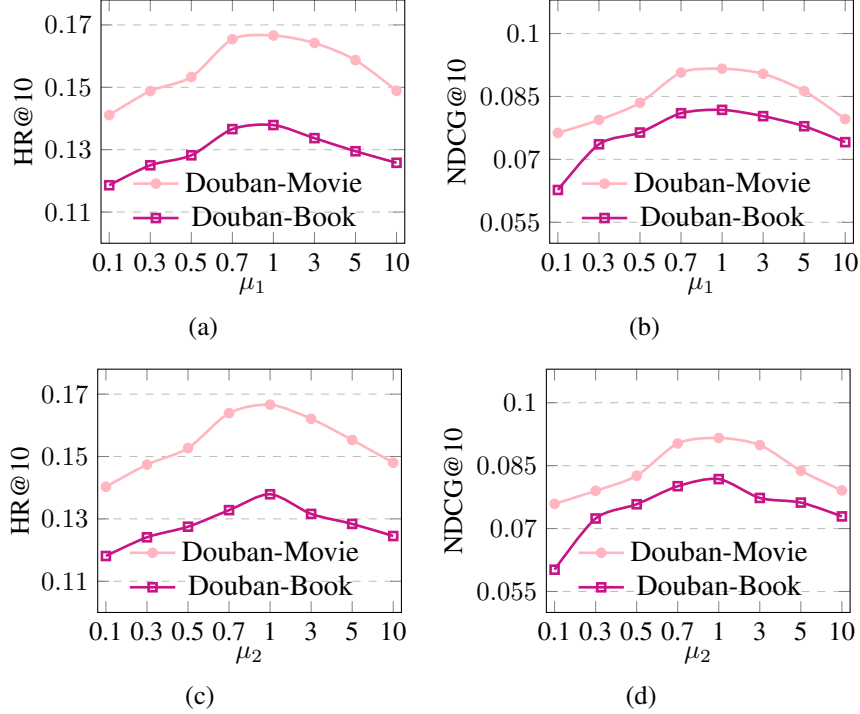 0.17
0.15
0.13
0.11
HR@10
Douban-Movie
Douban-Book
0.1 0.3 0.5 0.7 1 3 5 10
μ1
(a)
0.1
0.085
0.07
0.055
NDCG@10
Douban-Movie
Douban-Book
0.1 0.3 0.5 0.7 1 3 5 10
μ1
(b)
0.17
0.15
0.13
0.11
HR@10
Douban-Movie
Douban-Book
0.1 0.3 0.5 0.7 1 3 5 10
μ2
(c)
0.1
0.085
0.07
0.055
NDCG@10
Douban-Movie
Douban-Book
0.1 0.3 0.5 0.7 1 3 5 10
μ2
(d)